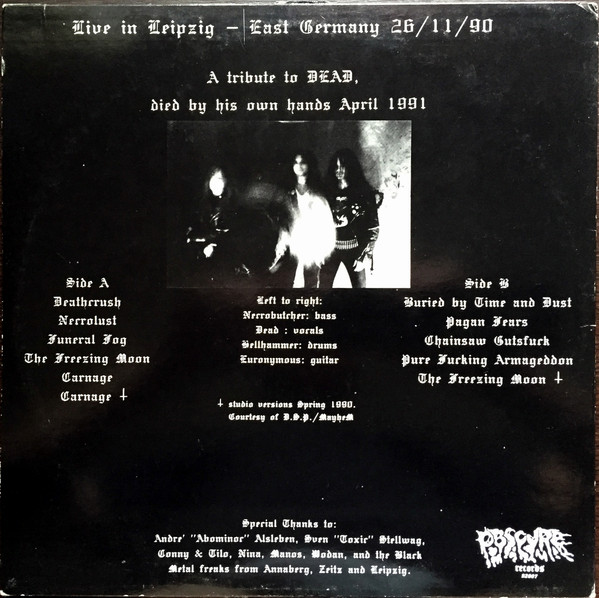 Live in Leipzig – East Germany 26/11/90
A tribute to DEAD,
died by his own hands April 1991
Side A
Deathcrush
Necrolust
Funeral Fog
The Freezing Moon
Carnage
Carnage †
Left to right:
Necrobutcher: bass
Dead : vocals
Hellhammer: drums
Euronymous: guitar
† studio versions Spring 1990.
Courtesy of D.S.P./MayheM
Side B
Buried by Time and Dust
Pagan Fears
Chainsaw Gutsfuck
Pure Fucking Armageddon
The Freezing Moon †
Special Thanks to:
Andre' "Abominor" Alsleben, Sven "Toxic" Stellwag,
Conny & Tilo, Nina, Manos, Wodan, and the Black
Metal freaks from Annaberg, Zeitz and Leipzig.
OBSCURE
PLASMA
records
92007